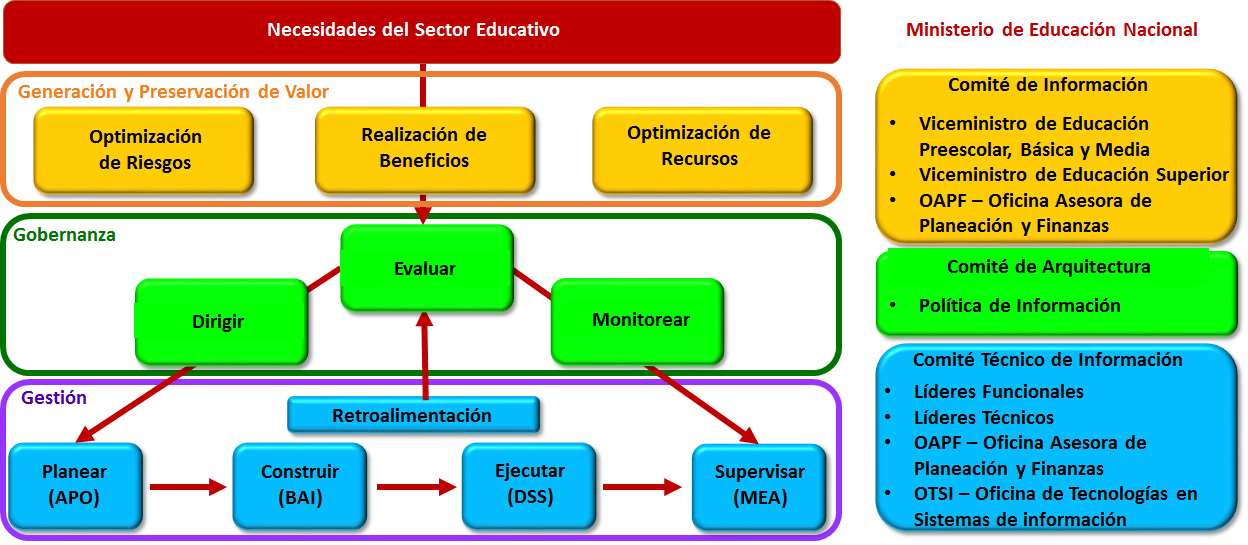 Necesidades del Sector Educativo
Generación y Preservación de Valor
Optimización
de Riesgos
Realización de
Beneficios
Optimización de
Recursos
Gobernanza
Evaluar
Dirigir
Monitorear
Gestión
Retroalimentación
Planear
(APO)
Construir
(BAI)
Ejecutar
(DSS)
Supervisar
(MEA)
Ministerio de Educación Nacional
Comité de Información
• Viceministro de Educación
Preescolar, Básica y Media
• Viceministro de Educación Superior
• OAPF – Oficina Asesora de
Planeación y Finanzas
Comité de Arquitectura
• Política de Información
Comité Técnico de Información
• Líderes Funcionales
• Líderes Técnicos
• OAPF – Oficina Asesora de
Planeación y Finanzas
• OTSI – Oficina de Tecnologías en
Sistemas de información